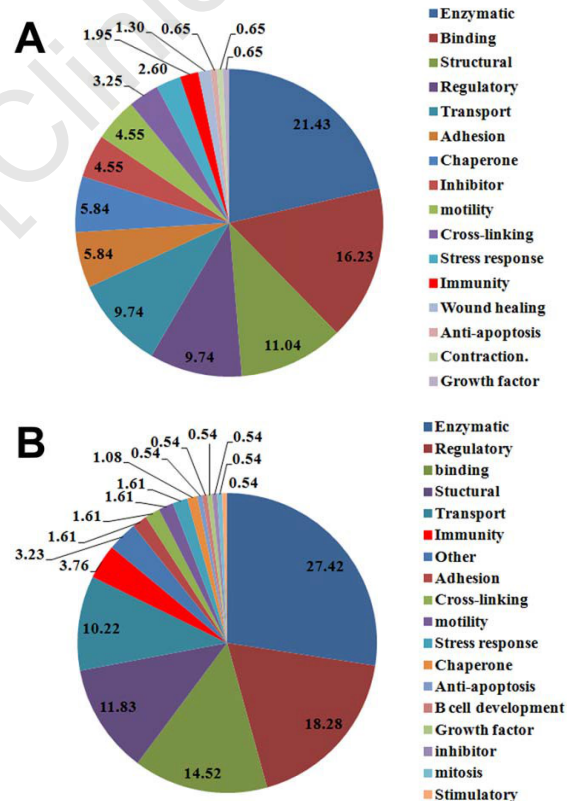 [Clinic
A
1.30
0.65
0.65
1.95
0.65
2.60
3.25
4.55
4.55
5.84
5.84
9.74
9.74
11.04
16.23
21.43
Enzymatic
Binding
Structural
Regulatory
Transport
Adhesion
Chaperone
Inhibitor
motility
Cross-linking
Stress response
Immunity
Wound healing
Anti-apoptosis
Contraction.
Growth factor
B
0.54
0.54
0.54
0.54
0.54
0.54
1.08
1.61
1.61
1.61
1.61
3.23
3.76
10.22
11.83
14.52
18.28
27.42
Enzymatic
Regulatory
binding
Stuctural
Transport
Immunity
Other
Adhesion
Cross-linking
motility
Stress response
Chaperone
Anti-apoptosis
B cell development
Growth factor
inhibitor
mitosis
Stimulatory